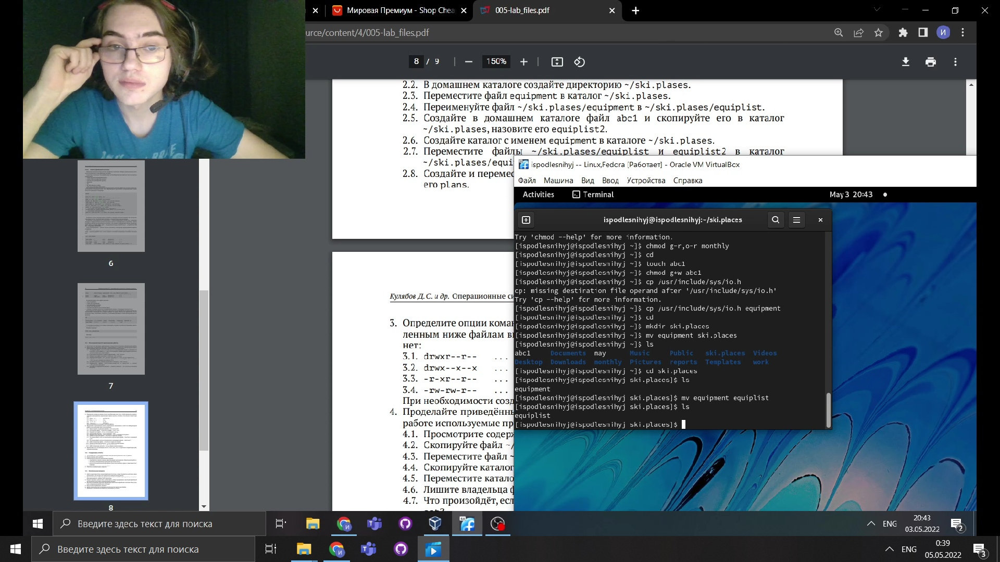 Мировая Премиум - Shop Chea
005-lab_files.pdf
urce/content/4/005-lab_files.pdf
И
8 / 9
150%
2.2. В домашнем каталоге создайте директорию ~/ski.plases.
2.3. Переместите файл equipment в каталог ~/ski.plases.
2.4. Переименуйте файл ~/ski.plases/equipment в ~/ski.plases/equiplist.
2.5. Создайте в домашнем каталоге файл abc1 и скопируйте его в каталог
~/ski.plases, назовите его equiplist2.
2.6. Создайте каталог с именем equipment в каталоге ~/ski.plases.
2.7. Переместите файлы ~/ski.plases/equiplist и equiplist2 в каталог
~/ski.plases/equi
2.8. Создайте и перемес
его plans.
6
7
8
Кулябов Д. С. и др. Операционные си
3. Определите опции кома
ленным ниже файлам в
нет:
3.1. drwxr--r-- ...
3.2. drwx--x--x ...
3.3. -r-xr--r-- ...
3.4. -rw-rw-r-- ...
При необходимости созд
4. Проделайте приведённ
работе используемые пр
4.1. Просмотрите содерж
4.2. Скопируйте файл ~/
4.3. Переместите файл ~
4.4. Скопируйте каталог
4.5. Переместите катало
4.6. Лишите владельца ф
4.7. Что произойдёт, есл
ispodlesnihyj -- Linux,Fedora [Работает] - Oracle VM VirtualBox
Файл Машина Вид Ввод Устройства Справка
Activities Terminal May 3 20:43
ispodlesnihyj@ispodlesnihyj:~/ski.places
Try 'chmod --help' for more information.
[ispodlesnihyj@ispodlesnihyj ~]$ chmod g-r,o-r monthly
[ispodlesnihyj@ispodlesnihyj ~]$ cd
[ispodlesnihyj@ispodlesnihyj ~]$ touch abc1
[ispodlesnihyj@ispodlesnihyj ~]$ chmod g+w abc1
[ispodlesnihyj@ispodlesnihyj ~]$ cp /usr/include/sys/io.h
cp: missing destination file operand after '/usr/include/sys/io.h'
Try 'cp --help' for more information.
[ispodlesnihyj@ispodlesnihyj ~]$ cp /usr/include/sys/io.h equipment
[ispodlesnihyj@ispodlesnihyj ~]$ cd
[ispodlesnihyj@ispodlesnihyj ~]$ mkdir ski.places
[ispodlesnihyj@ispodlesnihyj ~]$ mv equipment ski.places
[ispodlesnihyj@ispodlesnihyj ~]$ ls
abc1 Documents may Music Public ski.places Videos
Desktop Downloads monthly Pictures reports Templates work
[ispodlesnihyj@ispodlesnihyj ~]$ cd ski.places
[ispodlesnihyj@ispodlesnihyj ski.places]$ ls
equipment
[ispodlesnihyj@ispodlesnihyj ski.places]$ mv equipment equiplist
[ispodlesnihyj@ispodlesnihyj ski.places]$ ls
equiplist
[ispodlesnihyj@ispodlesnihyj ski.places]$
Введите здесь текст для поиска
ENG
20:43
03.05.2022
2
Введите здесь текст для поиска
ENG
0:39
05.05.2022
3